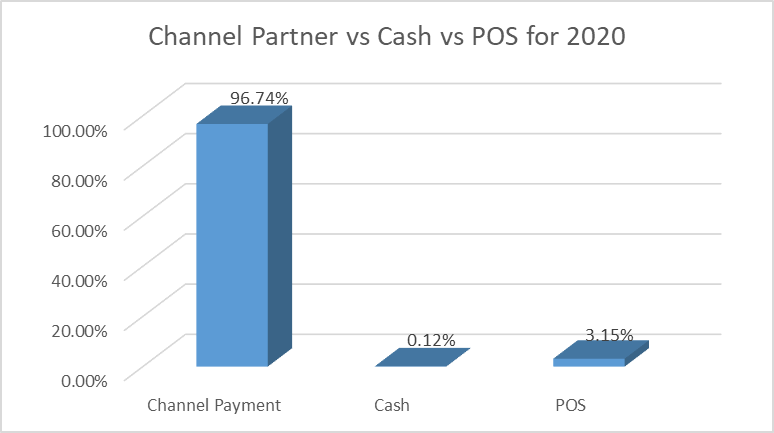 Channel Partner vs Cash vs POS for 2020
96.74%
100.00%
80.00%
60.00%
40.00%
20.00%
0.00%
0.12%
3.15%
Channel Payment
Cash
POS